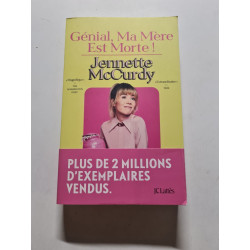 Génial, Ma Mère
Est Morte !
Jennette
McCurdy
PLUS DE 2 MILLIONS
D'EXEMPLAIRES
VENDUS.
JC Lattès